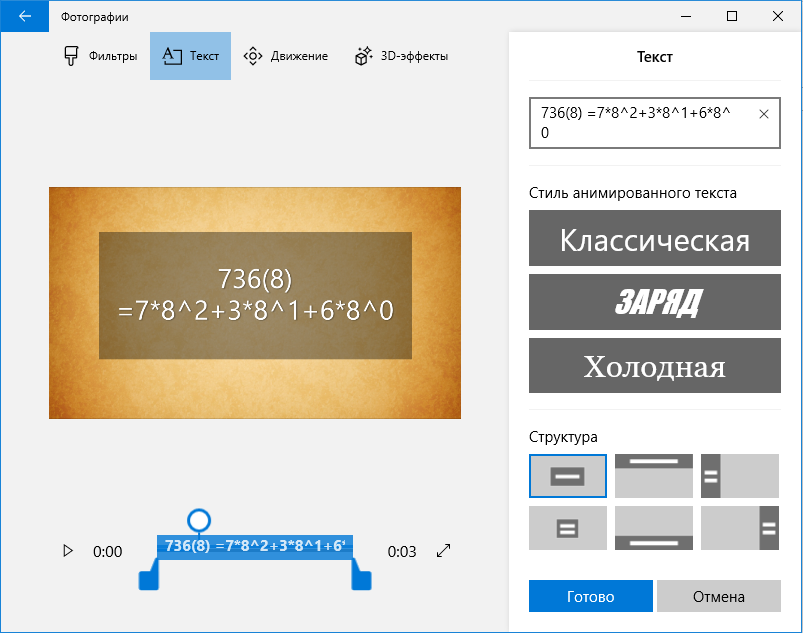 Фотографии
Фильтры
Текст
Движение
3D-эффекты
736(8)
=7*8^2+3*8^1+6*8^0
0:00
736(8) =7*8^2+3*8^1+6*
0:03
Текст
736(8) =7*8^2+3*8^1+6*8^
0
Стиль анимированного текста
Классическая
ЗАРЯД
Холодная
Структура
Готово
Отмена